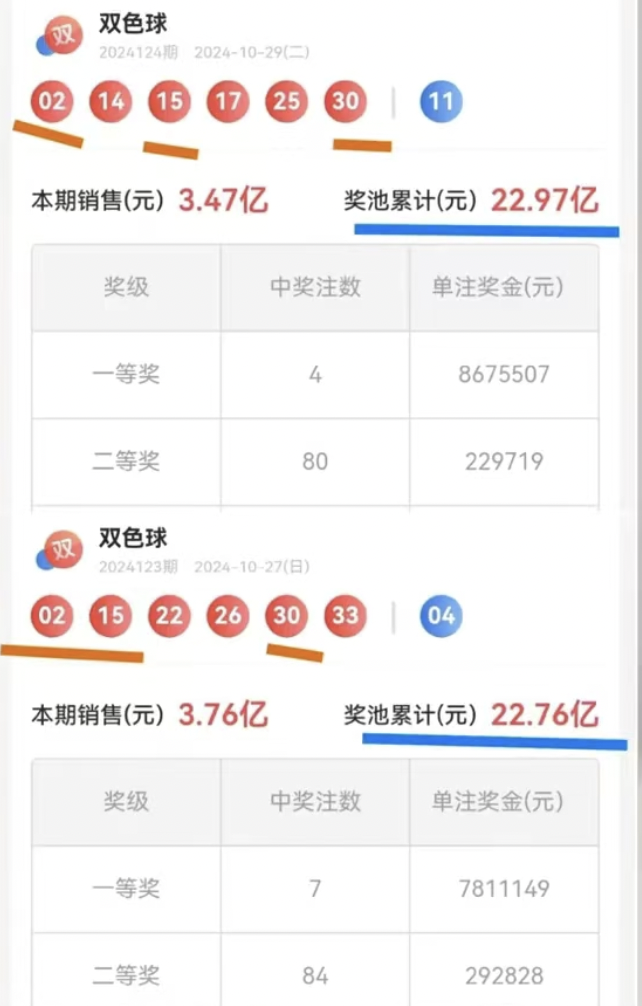 双 双色球
2024124期 2024-10-29(二)
02 14 15 17 25 30 11
本期销售(元) 3.47亿 奖池累计(元) 22.97亿
奖级 中奖注数 单注奖金(元)
一等奖 4 8675507
二等奖 80 229719
双 双色球
2024123期 2024-10-27(日)
02 15 22 26 30 33 04
本期销售(元) 3.76亿 奖池累计(元) 22.76亿
奖级 中奖注数 单注奖金(元)
一等奖 7 7811149
二等奖 84 292828